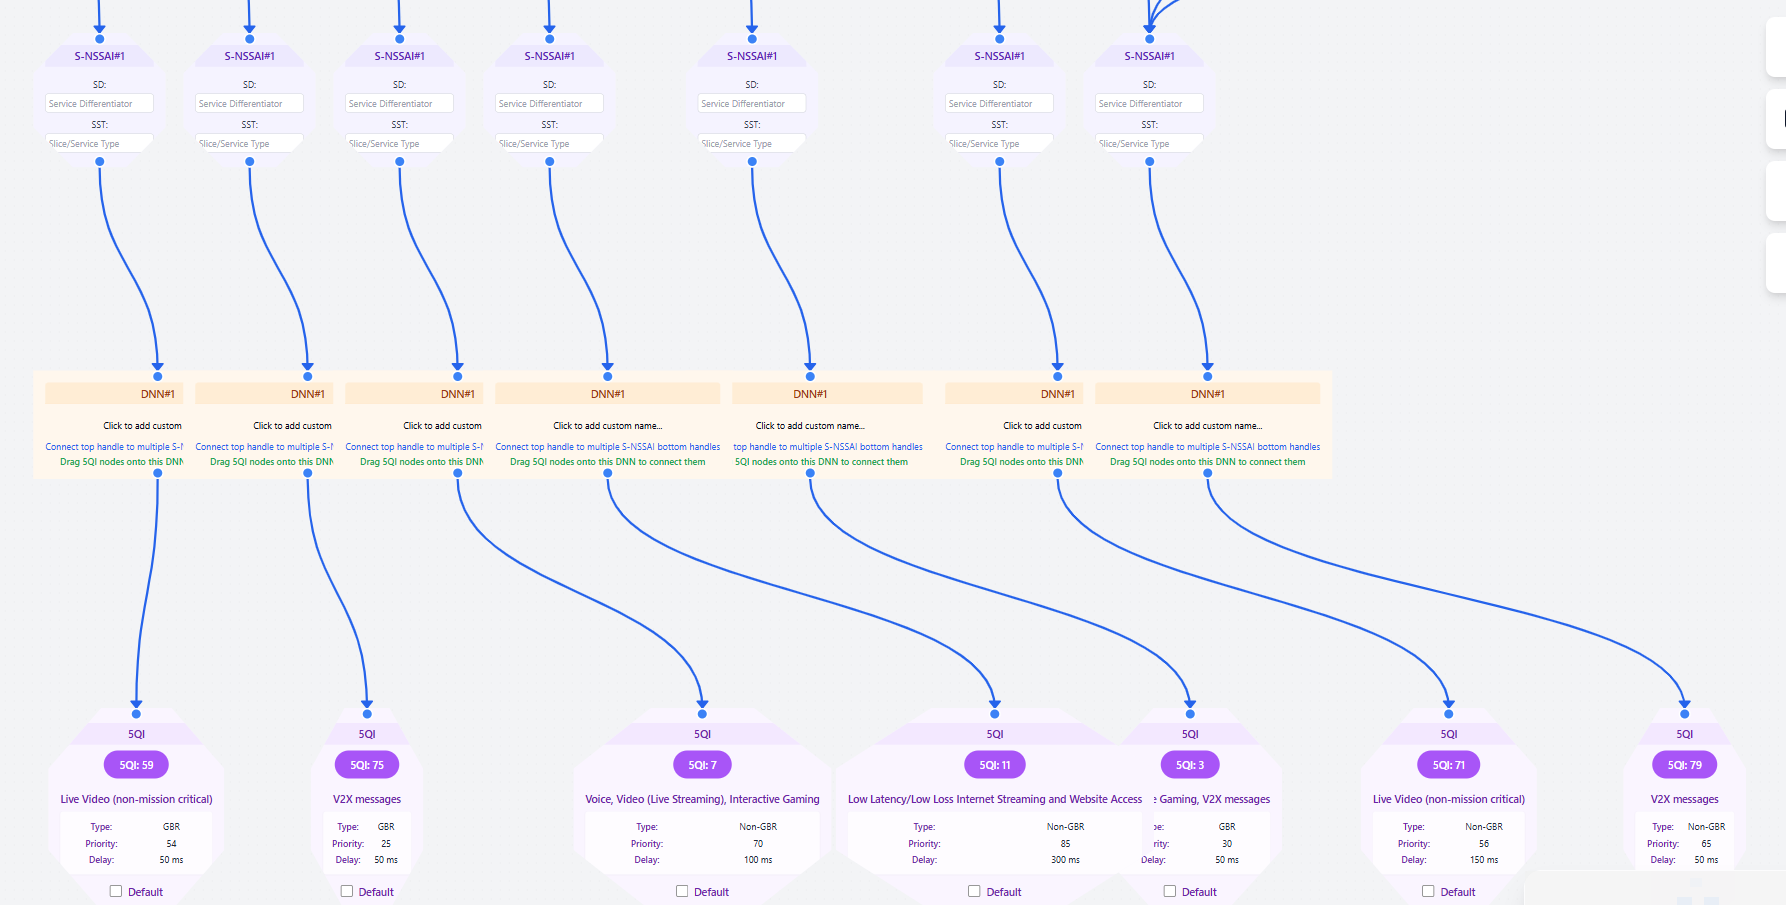 S-NSSAI#1 S-NSSAI#1 S-NSSAI#1 S-NSSAI#1 S-NSSAI#1 S-NSSAI#1 S-NSSAI#1
SD: SD: SD: SD: SD: SD: SD:
Service Differentiator Service Differentiator Service Differentiator Service Differentiator Service Differentiator Service Differentiator Service Differentiator
SST: SST: SST: SST: SST: SST: SST:
Slice/Service Type Slice/Service Type Slice/Service Type Slice/Service Type Slice/Service Type Slice/Service Type Slice/Service Type
DNN#1 DNN#1 DNN#1 DNN#1 DNN#1 DNN#1 DNN#1
Click to add custom Click to add custom Click to add custom Click to add custom name... Click to add custom name... Click to add custom Click to add custom name...
Connect top handle to multiple S-N Connect top handle to multiple S-N Connect top handle to multiple S-N Connect top handle to multiple S-NSSAI bottom handles top handle to multiple S-NSSAI bottom handles Connect top handle to multiple S-N Connect top handle to multiple S-NSSAI bottom handles
Drag 5QI nodes onto this DNN Drag 5QI nodes onto this DNN Drag 5QI nodes onto this DNN Drag 5QI nodes onto this DNN to connect them 5QI nodes onto this DNN to connect them Drag 5QI nodes onto this DNN Drag 5QI nodes onto this DNN to connect them
5QI 5QI 5QI 5QI 5QI 5QI 5QI
5QI: 59 5QI: 75 5QI: 7 5QI: 11 5QI: 3 5QI: 71 5QI: 79
Live Video (non-mission critical) V2X messages Voice, Video (Live Streaming), Interactive Gaming Low Latency/Low Loss Internet Streaming and Website Access e Gaming, V2X messages Live Video (non-mission critical) V2X messages
Type: GBR Type: GBR Type: Non-GBR Type: Non-GBR pe: GBR Type: Non-GBR Type: Non-GBR
Priority: 54 Priority: 25 Priority: 70 Priority: 85 rity: 30 Priority: 56 Priority: 65
Delay: 50 ms Delay: 50 ms Delay: 100 ms Delay: 300 ms Delay: 50 ms Delay: 150 ms Delay: 50 ms
Default Default Default Default Default Default Default